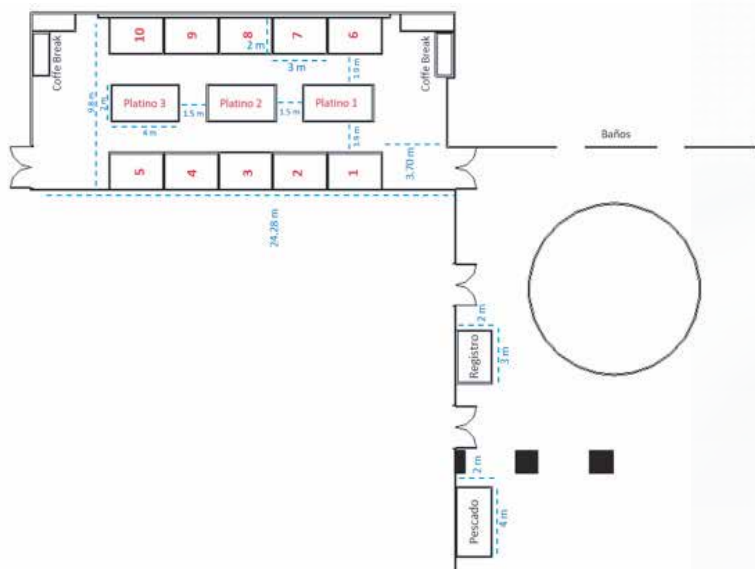 10
9
8
7
6
2 m
3 m
Coffe Break
Coffe Break
1.9 m
9.8 m
2 m
Platino 3
Platino 2
Platino 1
1.5 m
1.5 m
4 m
1.9 m
3.70 m
Baños
5
4
3
2
1
24.28 m
2 m
Registro
3 m
2 m
Pescado
4 m